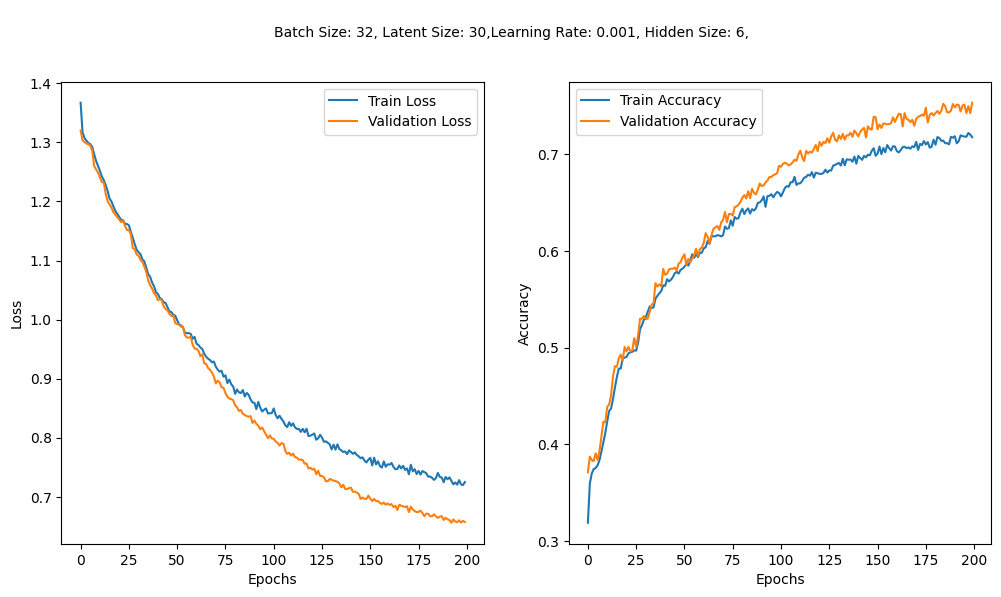 Batch Size: 32, Latent Size: 30,Learning Rate: 0.001, Hidden Size: 6,
1.4
1.3
1.2
1.1
1.0
0.9
0.8
0.7
Loss
Train Loss
Validation Loss
0 25 50 75 100 125 150 175 200
Epochs
0.7
0.6
0.5
0.4
0.3
Accuracy
Train Accuracy
Validation Accuracy
0 25 50 75 100 125 150 175 200
Epochs